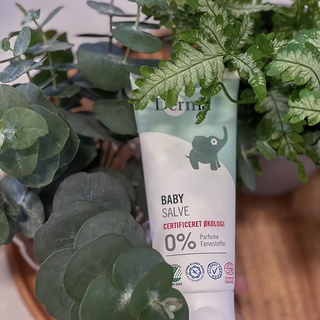 Derma
BABY
SALVE
CERTIFICERET ØKOLOGI
0% Parfume
Farvestoffer